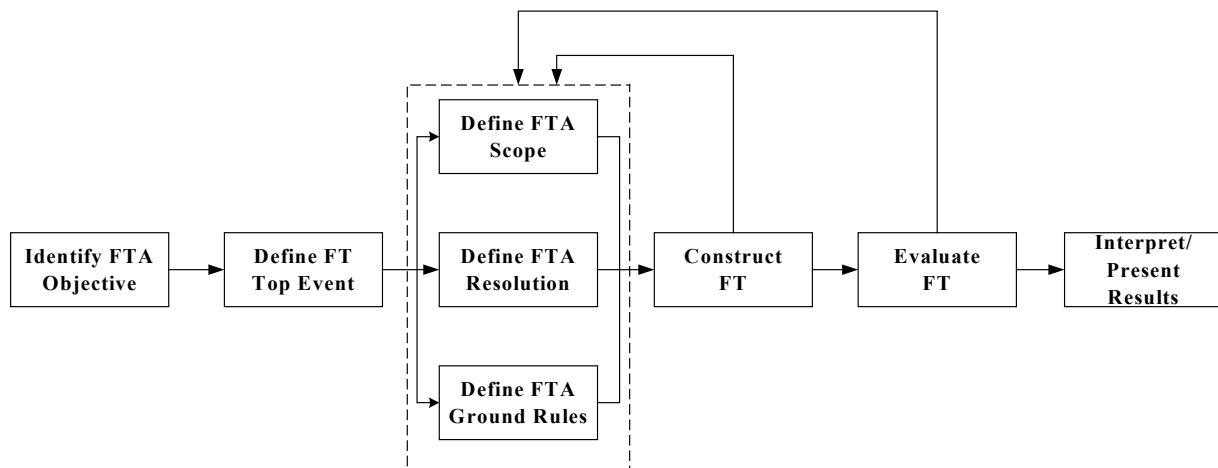 Identify FTA
Objective
Define FT
Top Event
Define FTA
Scope
Define FTA
Resolution
Define FTA
Ground Rules
Construct
FT
Evaluate
FT
Interpret/
Present
Results